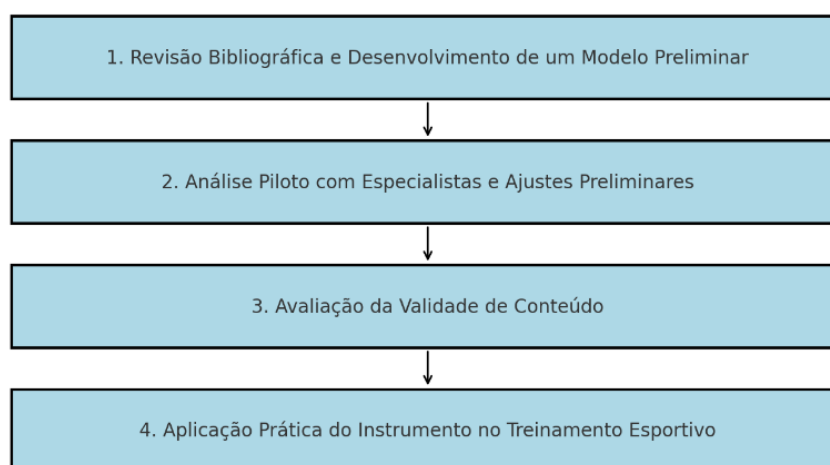 1. Revisão Bibliográfica e Desenvolvimento de um Modelo Preliminar
2. Análise Piloto com Especialistas e Ajustes Preliminares
3. Avaliação da Validade de Conteúdo
4. Aplicação Prática do Instrumento no Treinamento Esportivo